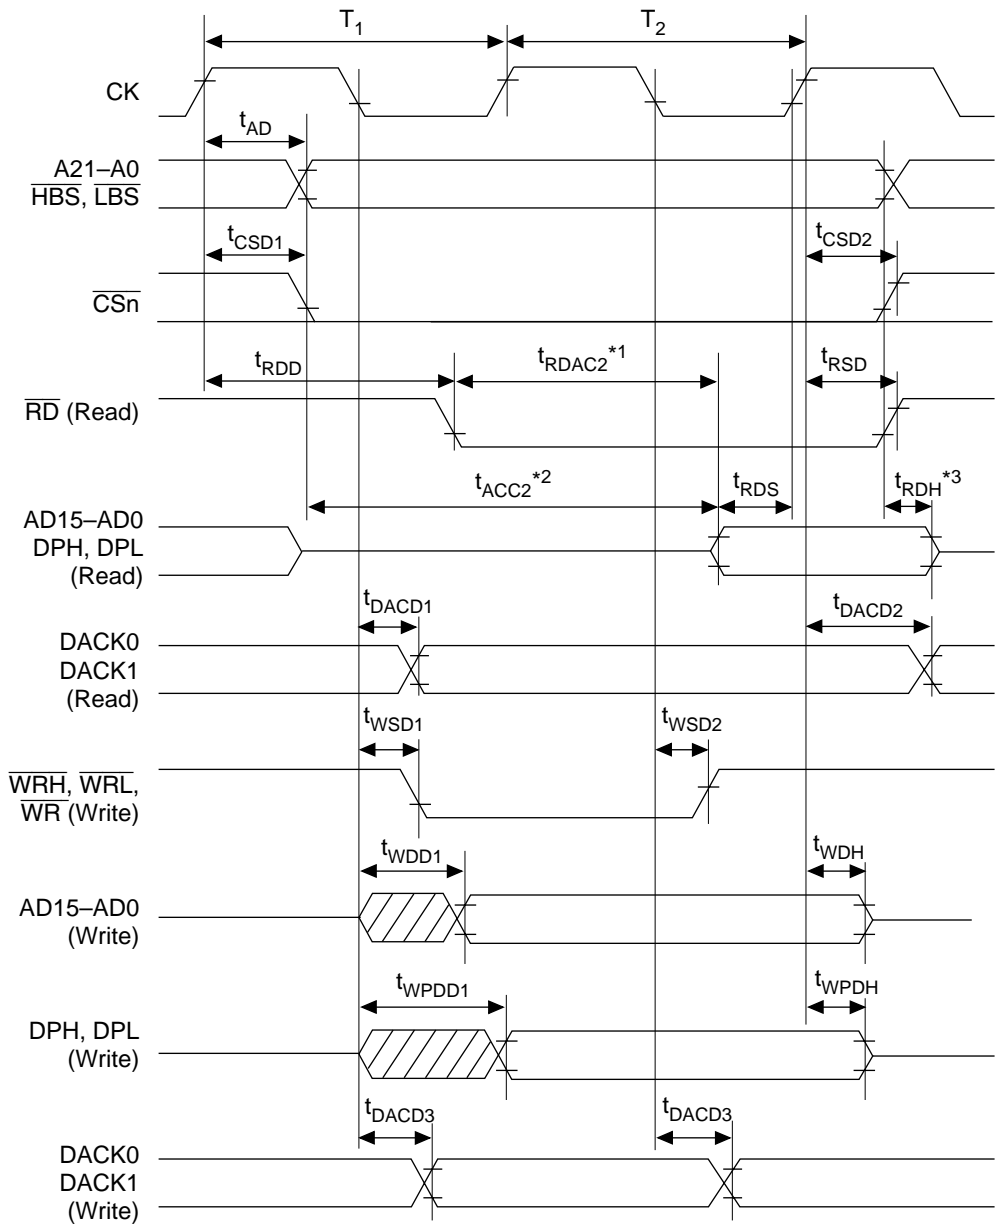 T1 T2
CK
tAD
A21–A0
HBS, LBS
tCSD1 tCSD2
CSn
tRDD tRDAC2*1 tRSD
RD (Read)
tACC2*2 tRDS tRDH*3
AD15–AD0
DPH, DPL
(Read)
tDACD1 tDACD2
DACK0
DACK1
(Read)
tWSD1 tWSD2
WRH, WRL,
WR (Write)
tWDD1 tWDH
AD15–AD0
(Write)
tWPDD1 tWPDH
DPH, DPL
(Write)
tDACD3 tDACD3
DACK0
DACK1
(Write)